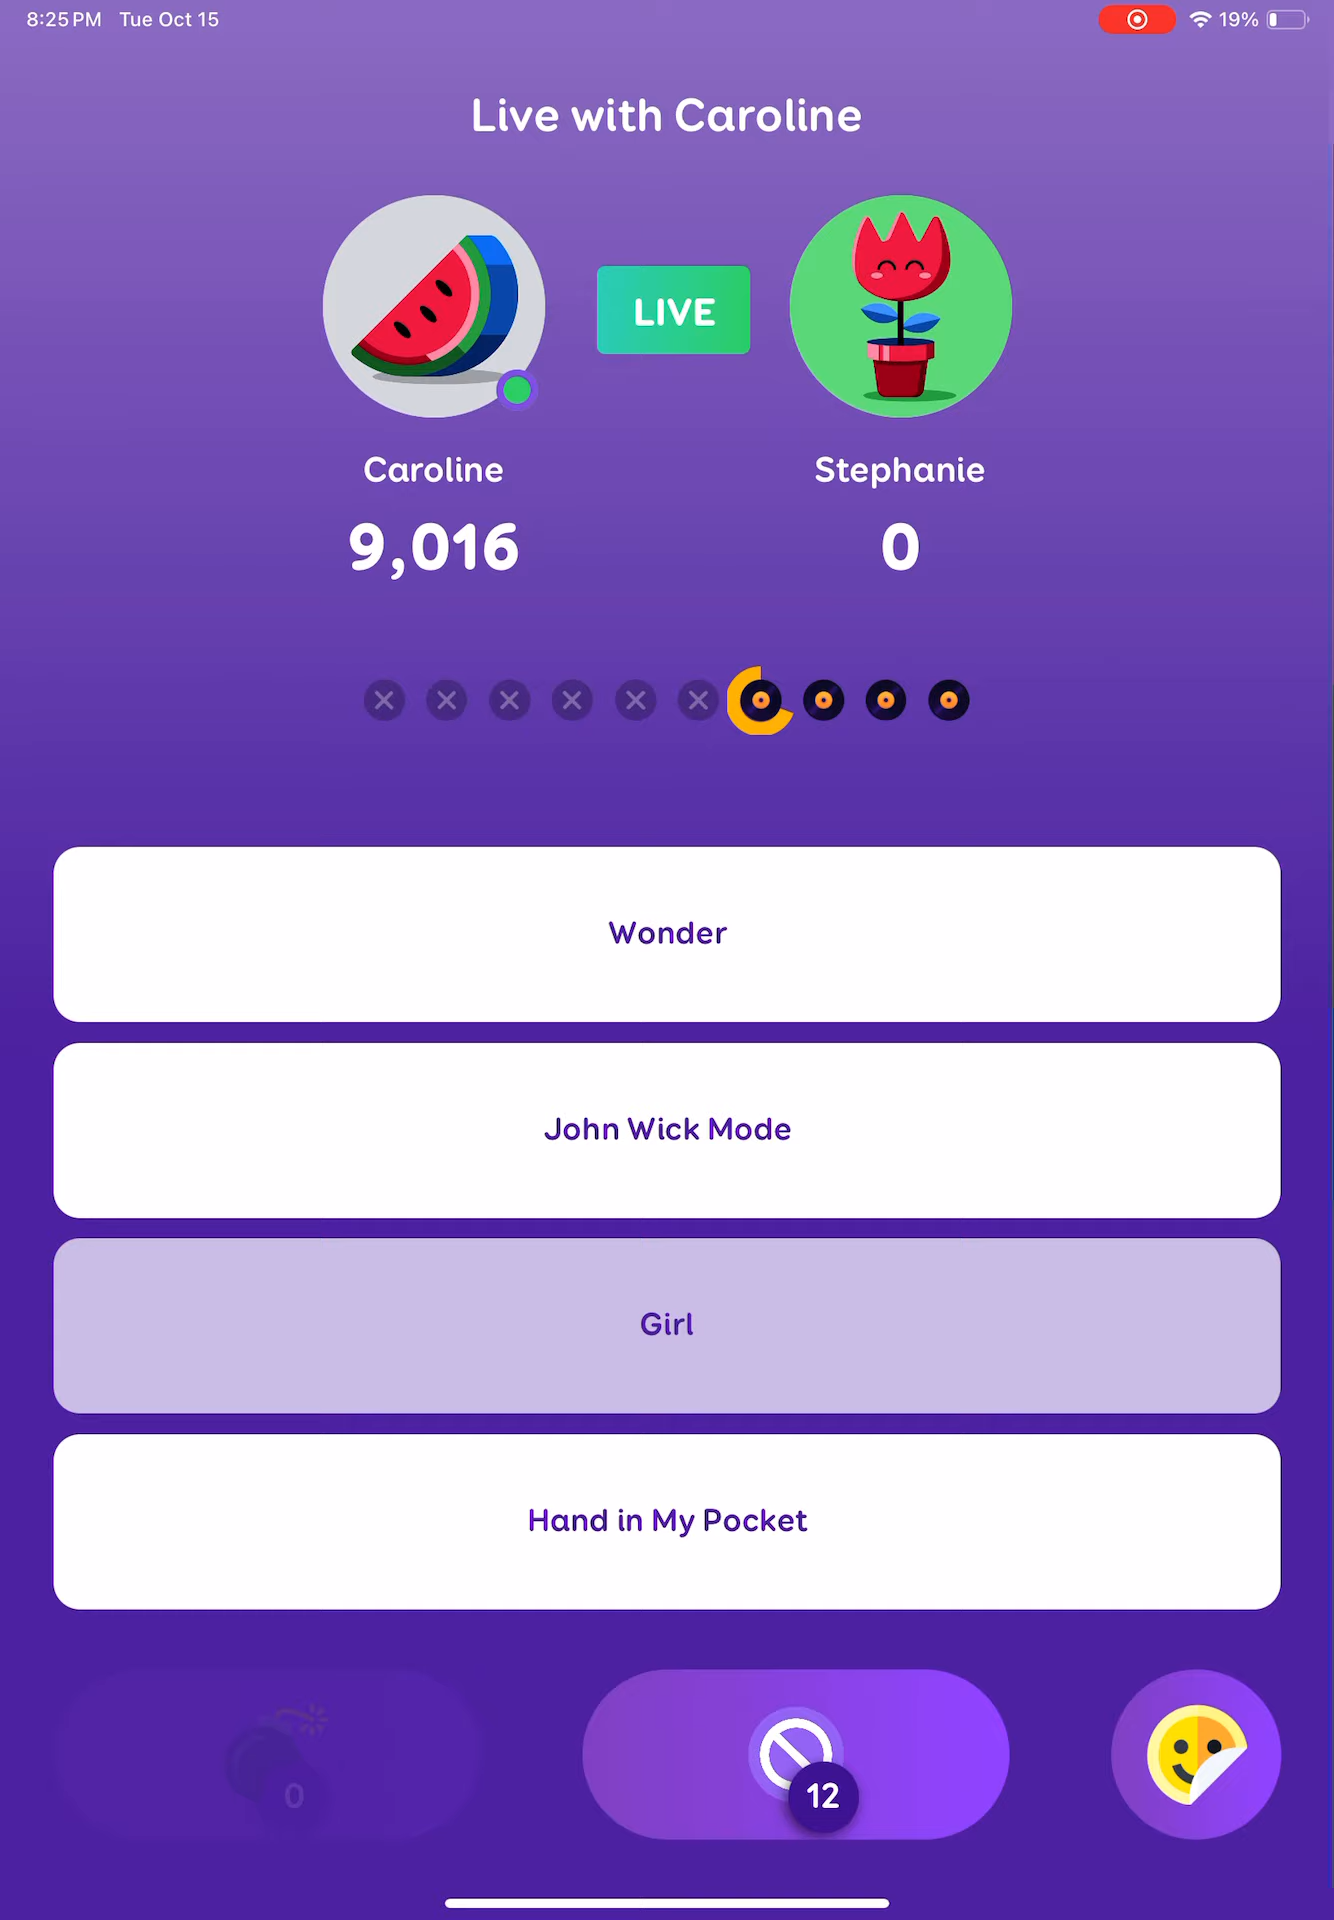 8:25 PM Tue Oct 15
19%
Live with Caroline
LIVE
Caroline
Stephanie
9,016
0
Wonder
John Wick Mode
Girl
Hand in My Pocket
0
12